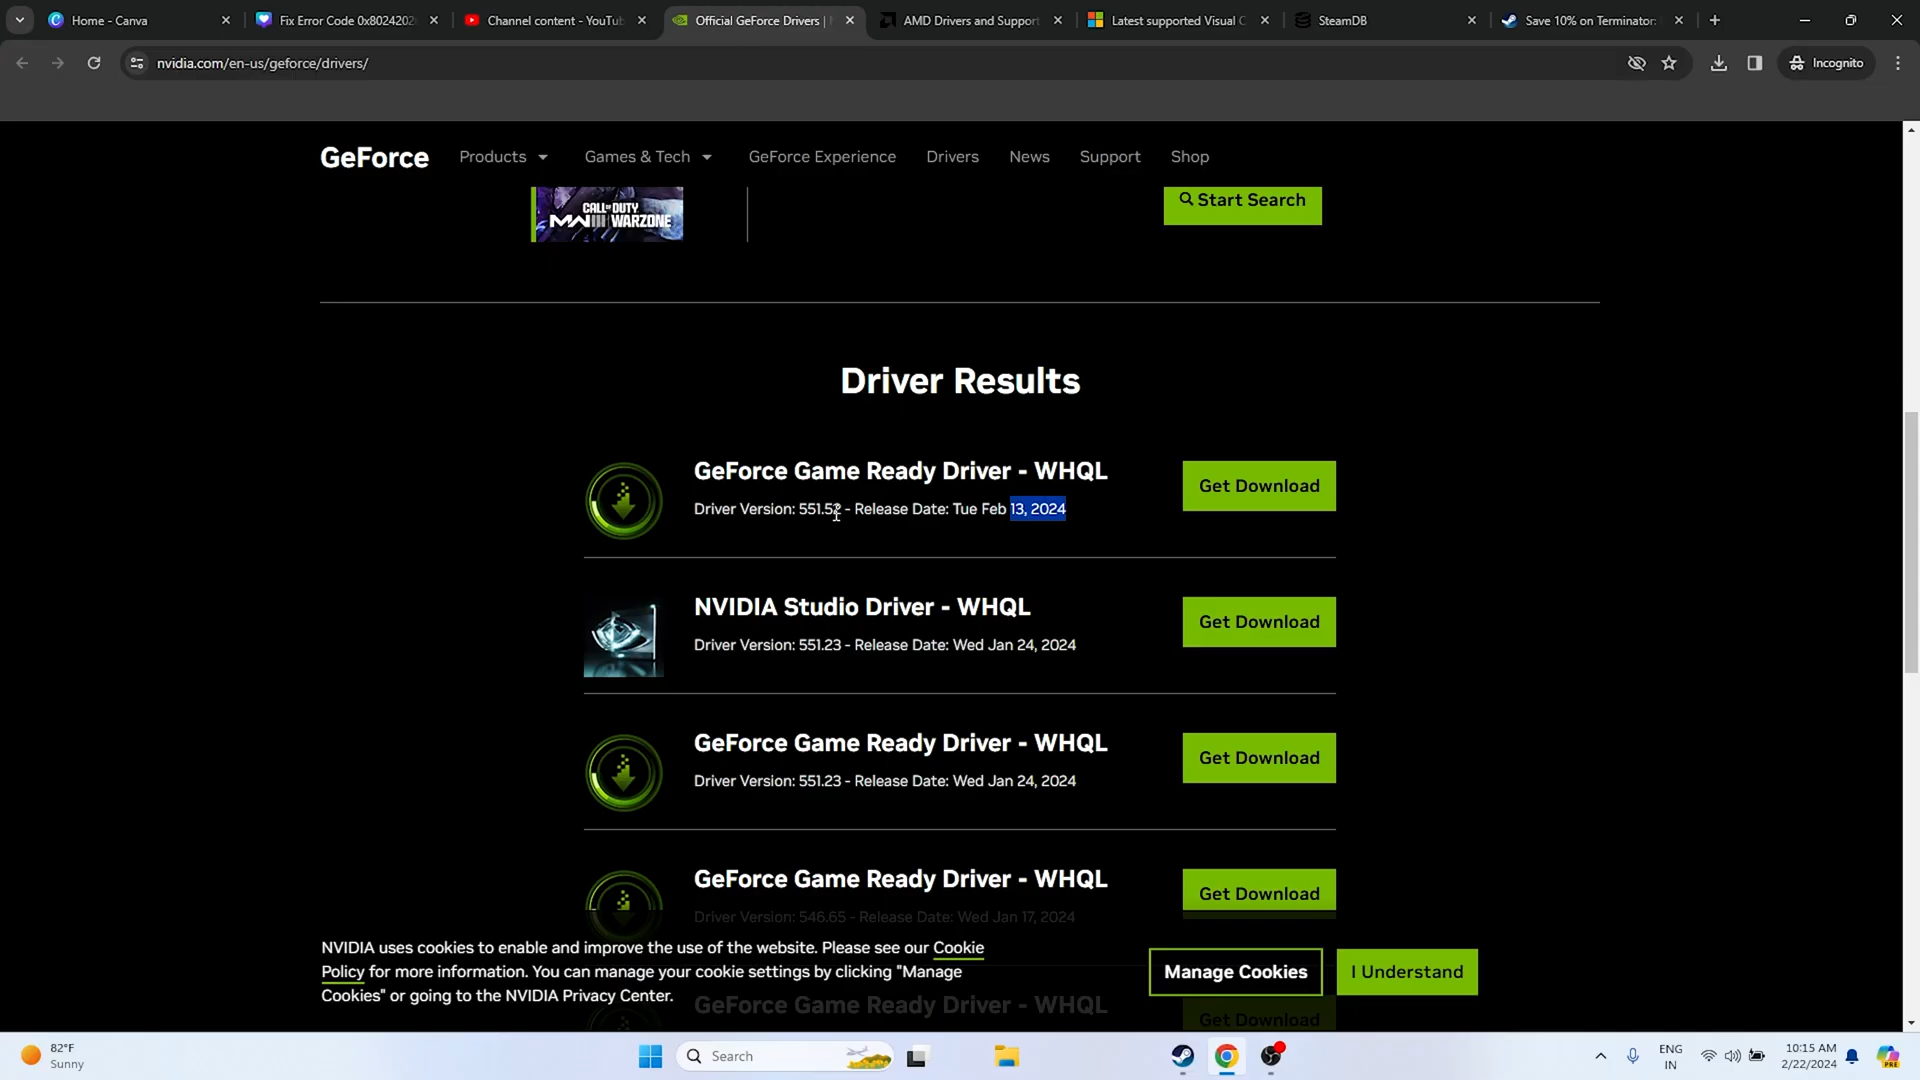 Home - Canva
Fix Error Code 0x8024202
Channel content - YouTub
Official GeForce Drivers |
AMD Drivers and Support
Latest supported Visual C
SteamDB
Save 10% on Terminator:
nvidia.com/en-us/geforce/drivers/
Incognito
GeForce
Products
Games & Tech
GeForce Experience
Drivers
News
Support
Shop
CALL OF DUTY
MWIII WARZONE
Start Search
Driver Results
GeForce Game Ready Driver - WHQL
Driver Version: 551.52 - Release Date: Tue Feb 13, 2024
Get Download
NVIDIA Studio Driver - WHQL
Driver Version: 551.23 - Release Date: Wed Jan 24, 2024
Get Download
GeForce Game Ready Driver - WHQL
Driver Version: 551.23 - Release Date: Wed Jan 24, 2024
Get Download
GeForce Game Ready Driver - WHQL
Driver Version: 546.65 - Release Date: Wed Jan 17, 2024
Get Download
NVIDIA uses cookies to enable and improve the use of the website. Please see our Cookie
Policy for more information. You can manage your cookie settings by clicking "Manage
Cookies" or going to the NVIDIA Privacy Center.
Manage Cookies
I Understand
GeForce Game Ready Driver - WHQL
Get Download
82°F
Sunny
Search
ENG
IN
10:15 AM
2/22/2024
PRE